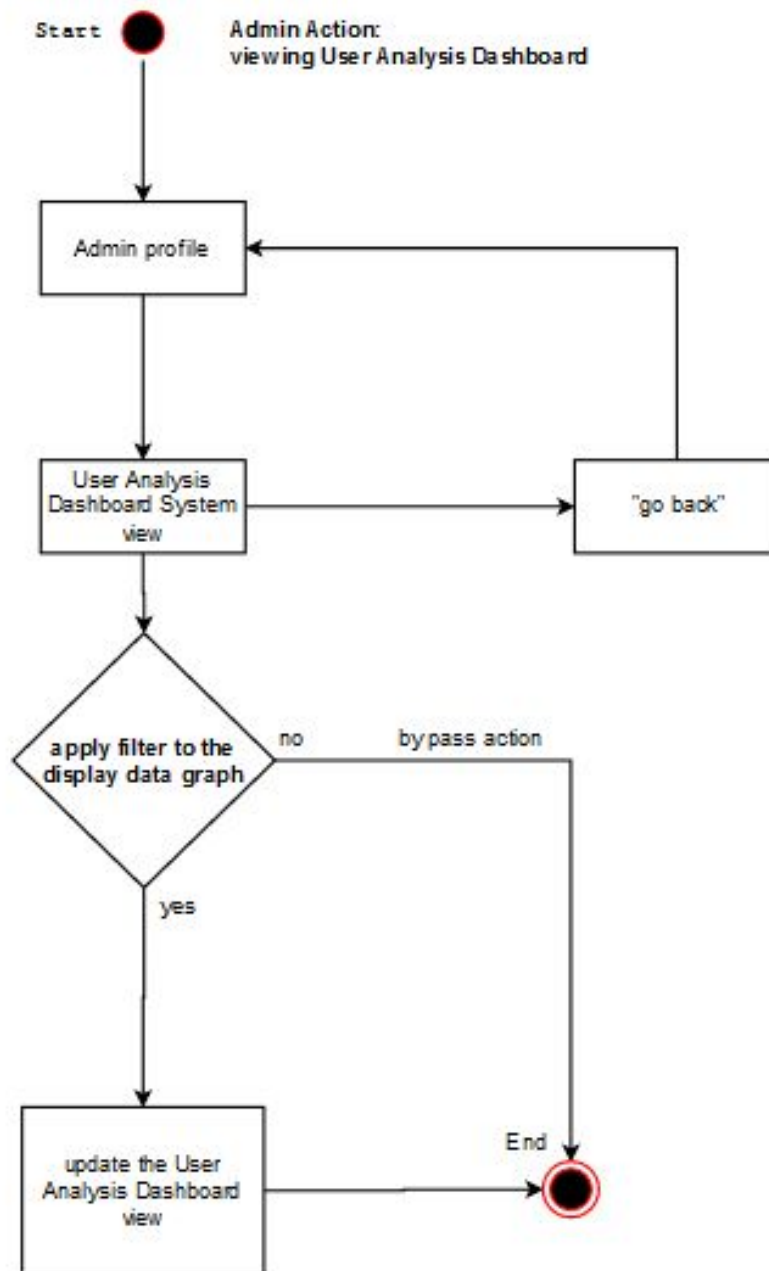 Start
Admin Action:
viewing User Analysis Dashboard
Admin profile
User Analysis
Dashboard System
view
"go back"
apply filter to the
display data graph
no
bypass action
yes
End
update the User
Analysis Dashboard
view